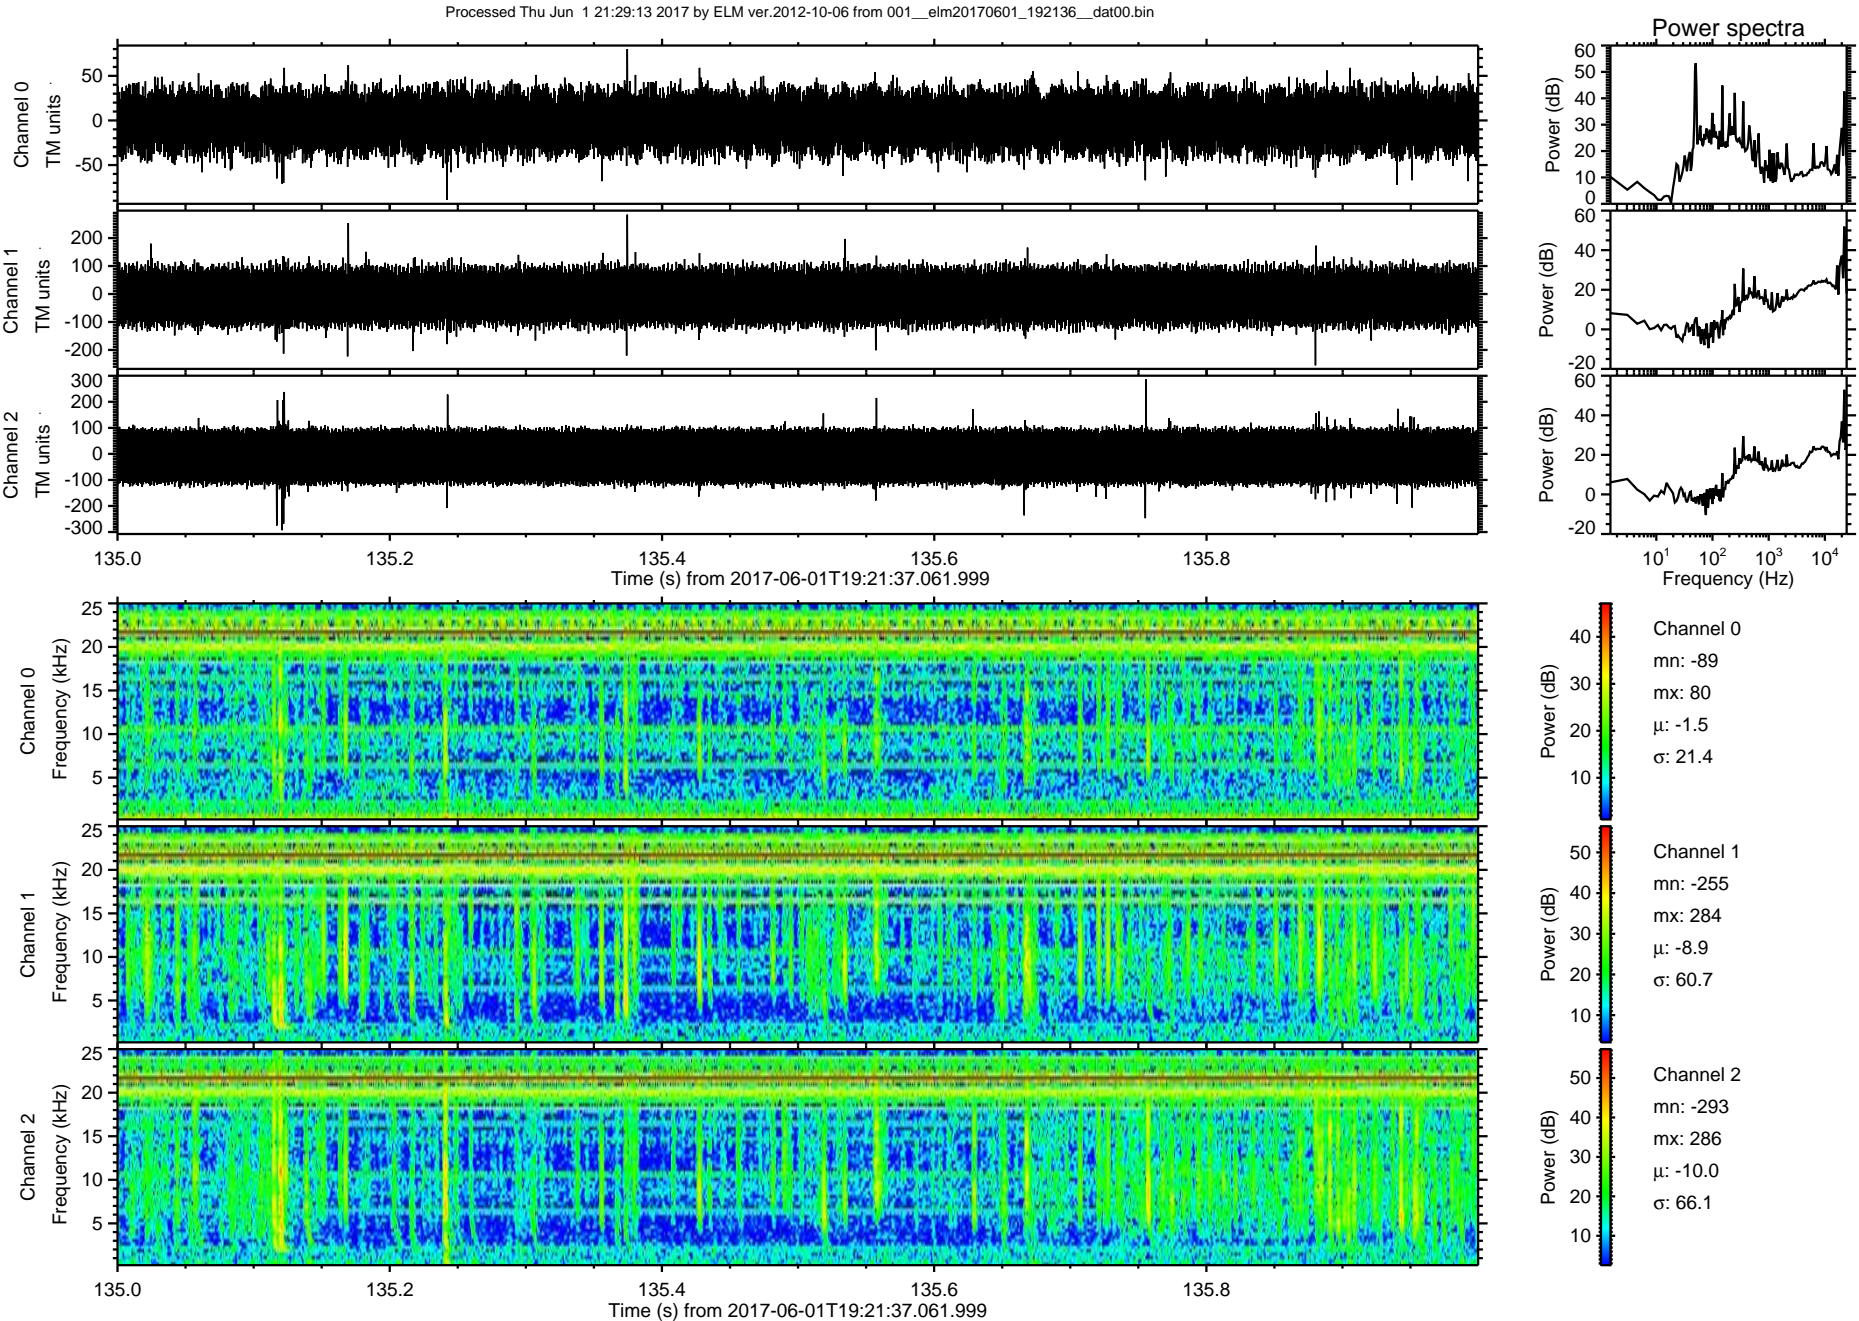 Processed Thu Jun  1 21:29:13 2017 by ELM ver.2012-10-06 from 001__elm20170601_192136__dat00.bin
Power spectra
Channel 0
TM units
50
0
-50
Power (dB)
60
50
40
30
20
10
0
Channel 1
TM units
200
100
0
-100
-200
Power (dB)
60
40
20
0
-20
Channel 2
TM units
300
200
100
0
-100
-200
-300
Power (dB)
60
40
20
0
-20
135.0 135.2 135.4 135.6 135.8
Time (s) from 2017-06-01T19:21:37.061.999
10^1 10^2 10^3 10^4
Frequency (Hz)
Channel 0
Frequency (kHz)
25
20
15
10
5
Power (dB)
40
30
20
10
Channel 0
mn: -89
mx: 80
µ: -1.5
σ: 21.4
Channel 1
Frequency (kHz)
25
20
15
10
5
Power (dB)
50
40
30
20
10
Channel 1
mn: -255
mx: 284
µ: -8.9
σ: 60.7
Channel 2
Frequency (kHz)
25
20
15
10
5
Power (dB)
50
40
30
20
10
Channel 2
mn: -293
mx: 286
µ: -10.0
σ: 66.1
135.0 135.2 135.4 135.6 135.8
Time (s) from 2017-06-01T19:21:37.061.999